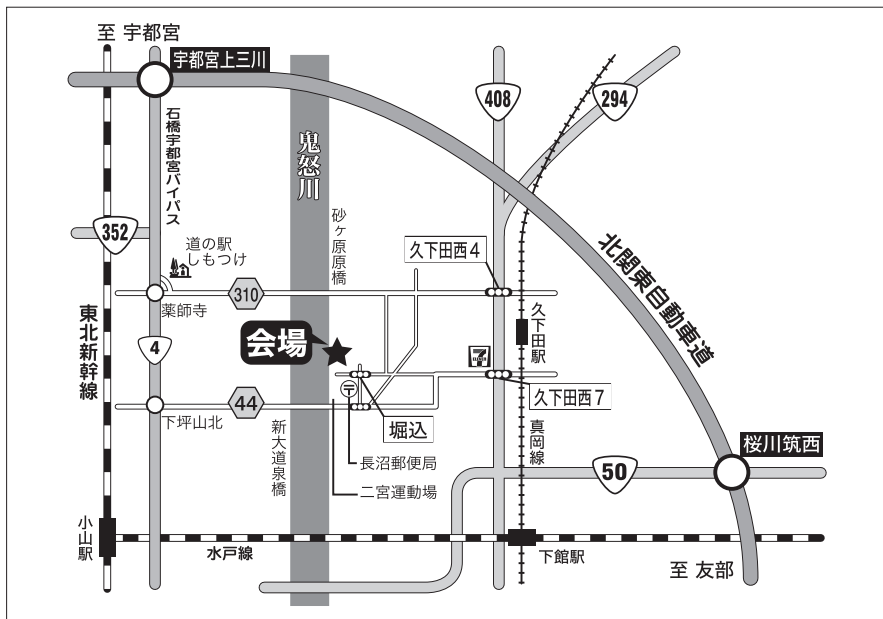 至 宇都宮
宇都宮上三川
石橋宇都宮バイパス
鬼怒川
408
294
352
道の駅
しもつけ
砂ヶ原原橋
久下田西4
北関東自動車道
薬師寺
310
東北新幹線
4
会場
久下田駅
7
ELEVEN
下坪山北
44
新大道泉橋
堀込
久下田西7
長沼郵便局
二宮運動場
真岡線
50
桜川筑西
小山駅
水戸線
下館駅
至 友部